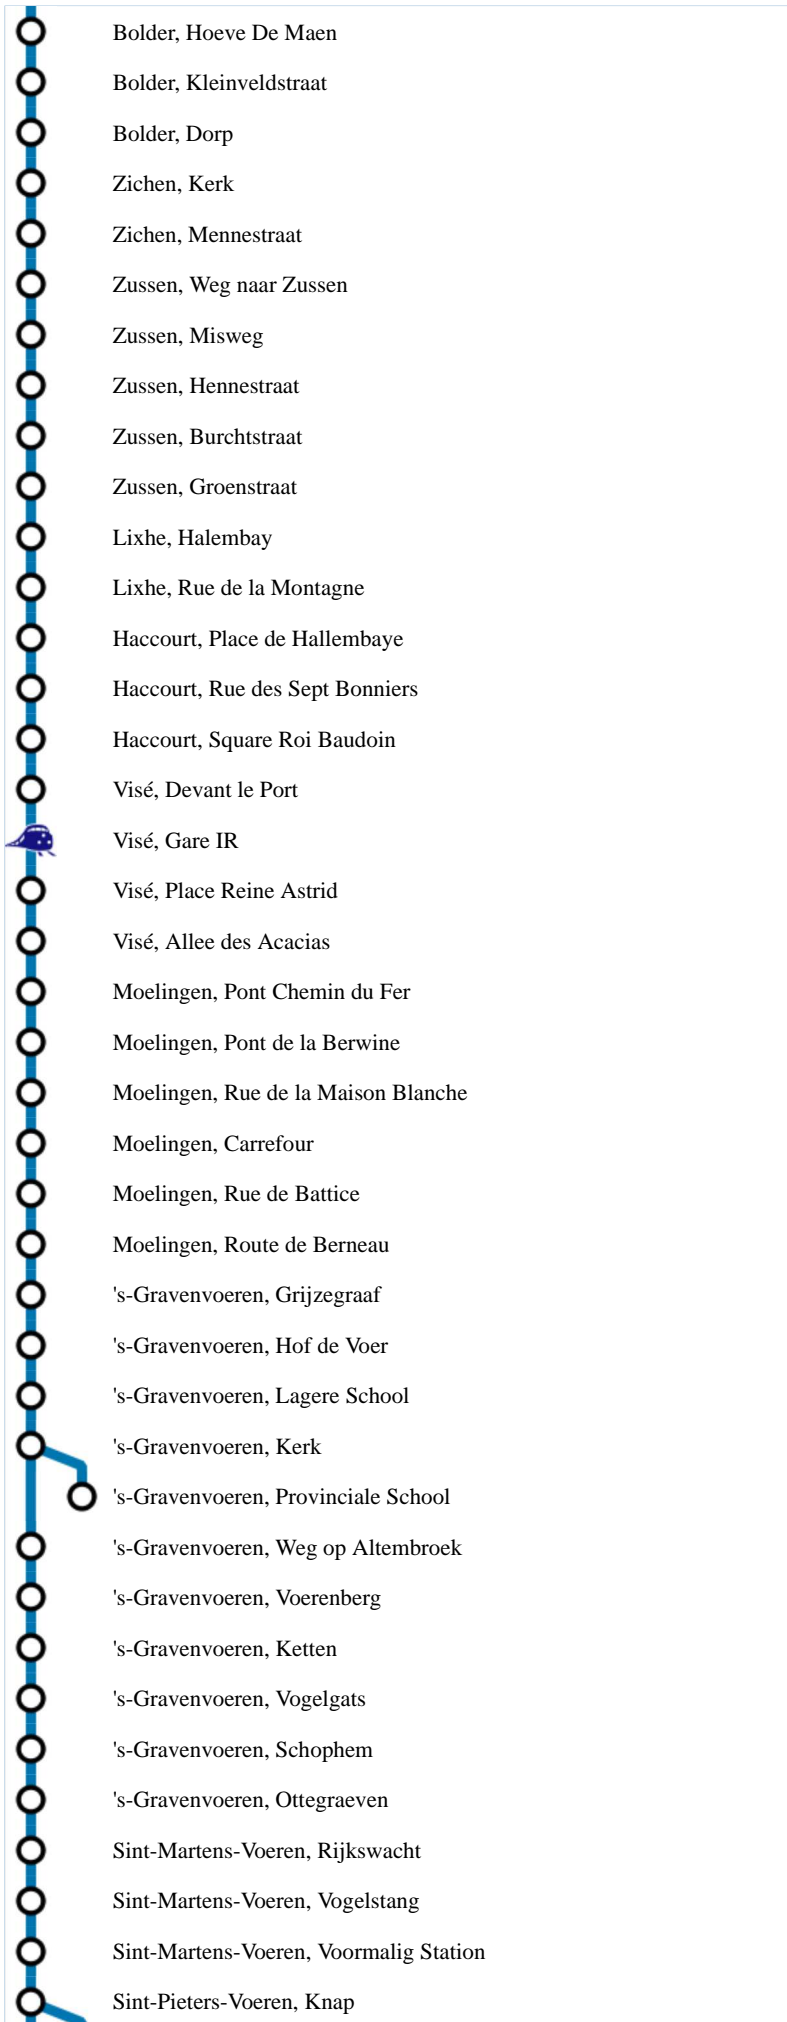 Bolder, Hoeve De Maen
Bolder, Kleinveldstraat
Bolder, Dorp
Zichen, Kerk
Zichen, Mennestraat
Zussen, Weg naar Zussen
Zussen, Misweg
Zussen, Hennestraat
Zussen, Burchtstraat
Zussen, Groenstraat
Lixhe, Halembay
Lixhe, Rue de la Montagne
Haccourt, Place de Hallembaye
Haccourt, Rue des Sept Bonniers
Haccourt, Square Roi Baudoin
Visé, Devant le Port
Visé, Gare IR
Visé, Place Reine Astrid
Visé, Allee des Acacias
Moelingen, Pont Chemin du Fer
Moelingen, Pont de la Berwine
Moelingen, Rue de la Maison Blanche
Moelingen, Carrefour
Moelingen, Rue de Battice
Moelingen, Route de Berneau
's-Gravenvoeren, Grijzegraaf
's-Gravenvoeren, Hof de Voer
's-Gravenvoeren, Lagere School
's-Gravenvoeren, Kerk
's-Gravenvoeren, Provinciale School
's-Gravenvoeren, Weg op Altembroek
's-Gravenvoeren, Voerenberg
's-Gravenvoeren, Ketten
's-Gravenvoeren, Vogelgats
's-Gravenvoeren, Schophem
's-Gravenvoeren, Ottegraeven
Sint-Martens-Voeren, Rijkswacht
Sint-Martens-Voeren, Vogelstang
Sint-Martens-Voeren, Voormalig Station
Sint-Pieters-Voeren, Knap